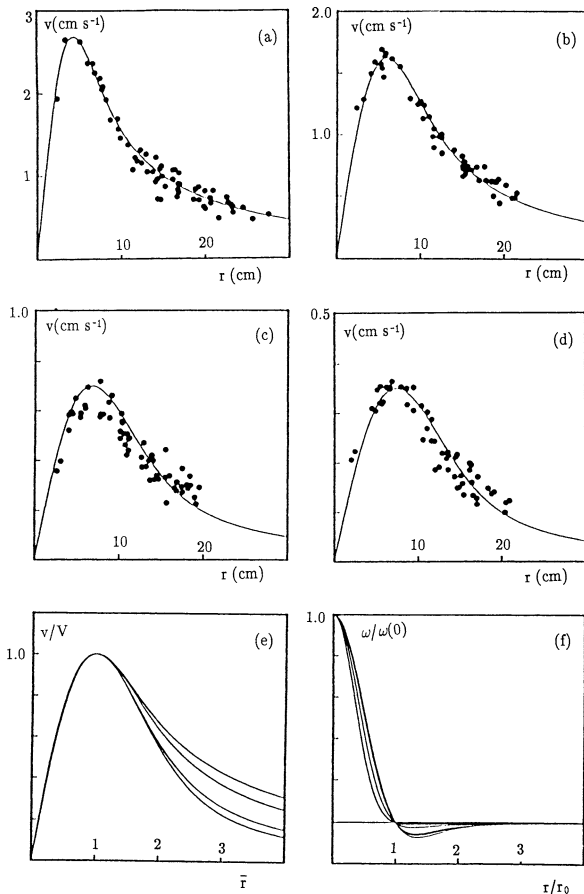 3
v(cm s⁻¹)
(a)
2
1
10
20
r (cm)
2.0
v(cm s⁻¹)
(b)
1.0
10
20
r (cm)
1.0
v(cm s⁻¹)
(c)
10
20
r (cm)
0.5
v(cm s⁻¹)
(d)
10
20
r (cm)
v/V
(e)
1.0
1
2
3
r̄
1.0
ω/ω(0)
(f)
1
2
3
r/r₀